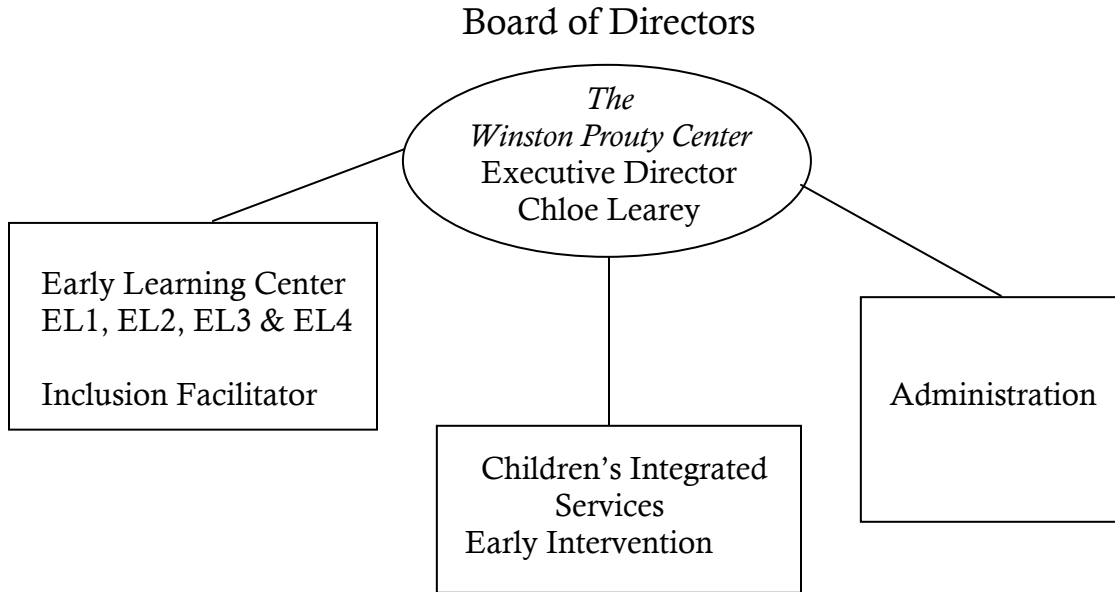 Board of Directors
The
Winston Prouty Center
Executive Director
Chloe Learey
Early Learning Center
EL1, EL2, EL3 & EL4
Inclusion Facilitator
Children’s Integrated
Services
Early Intervention
Administration